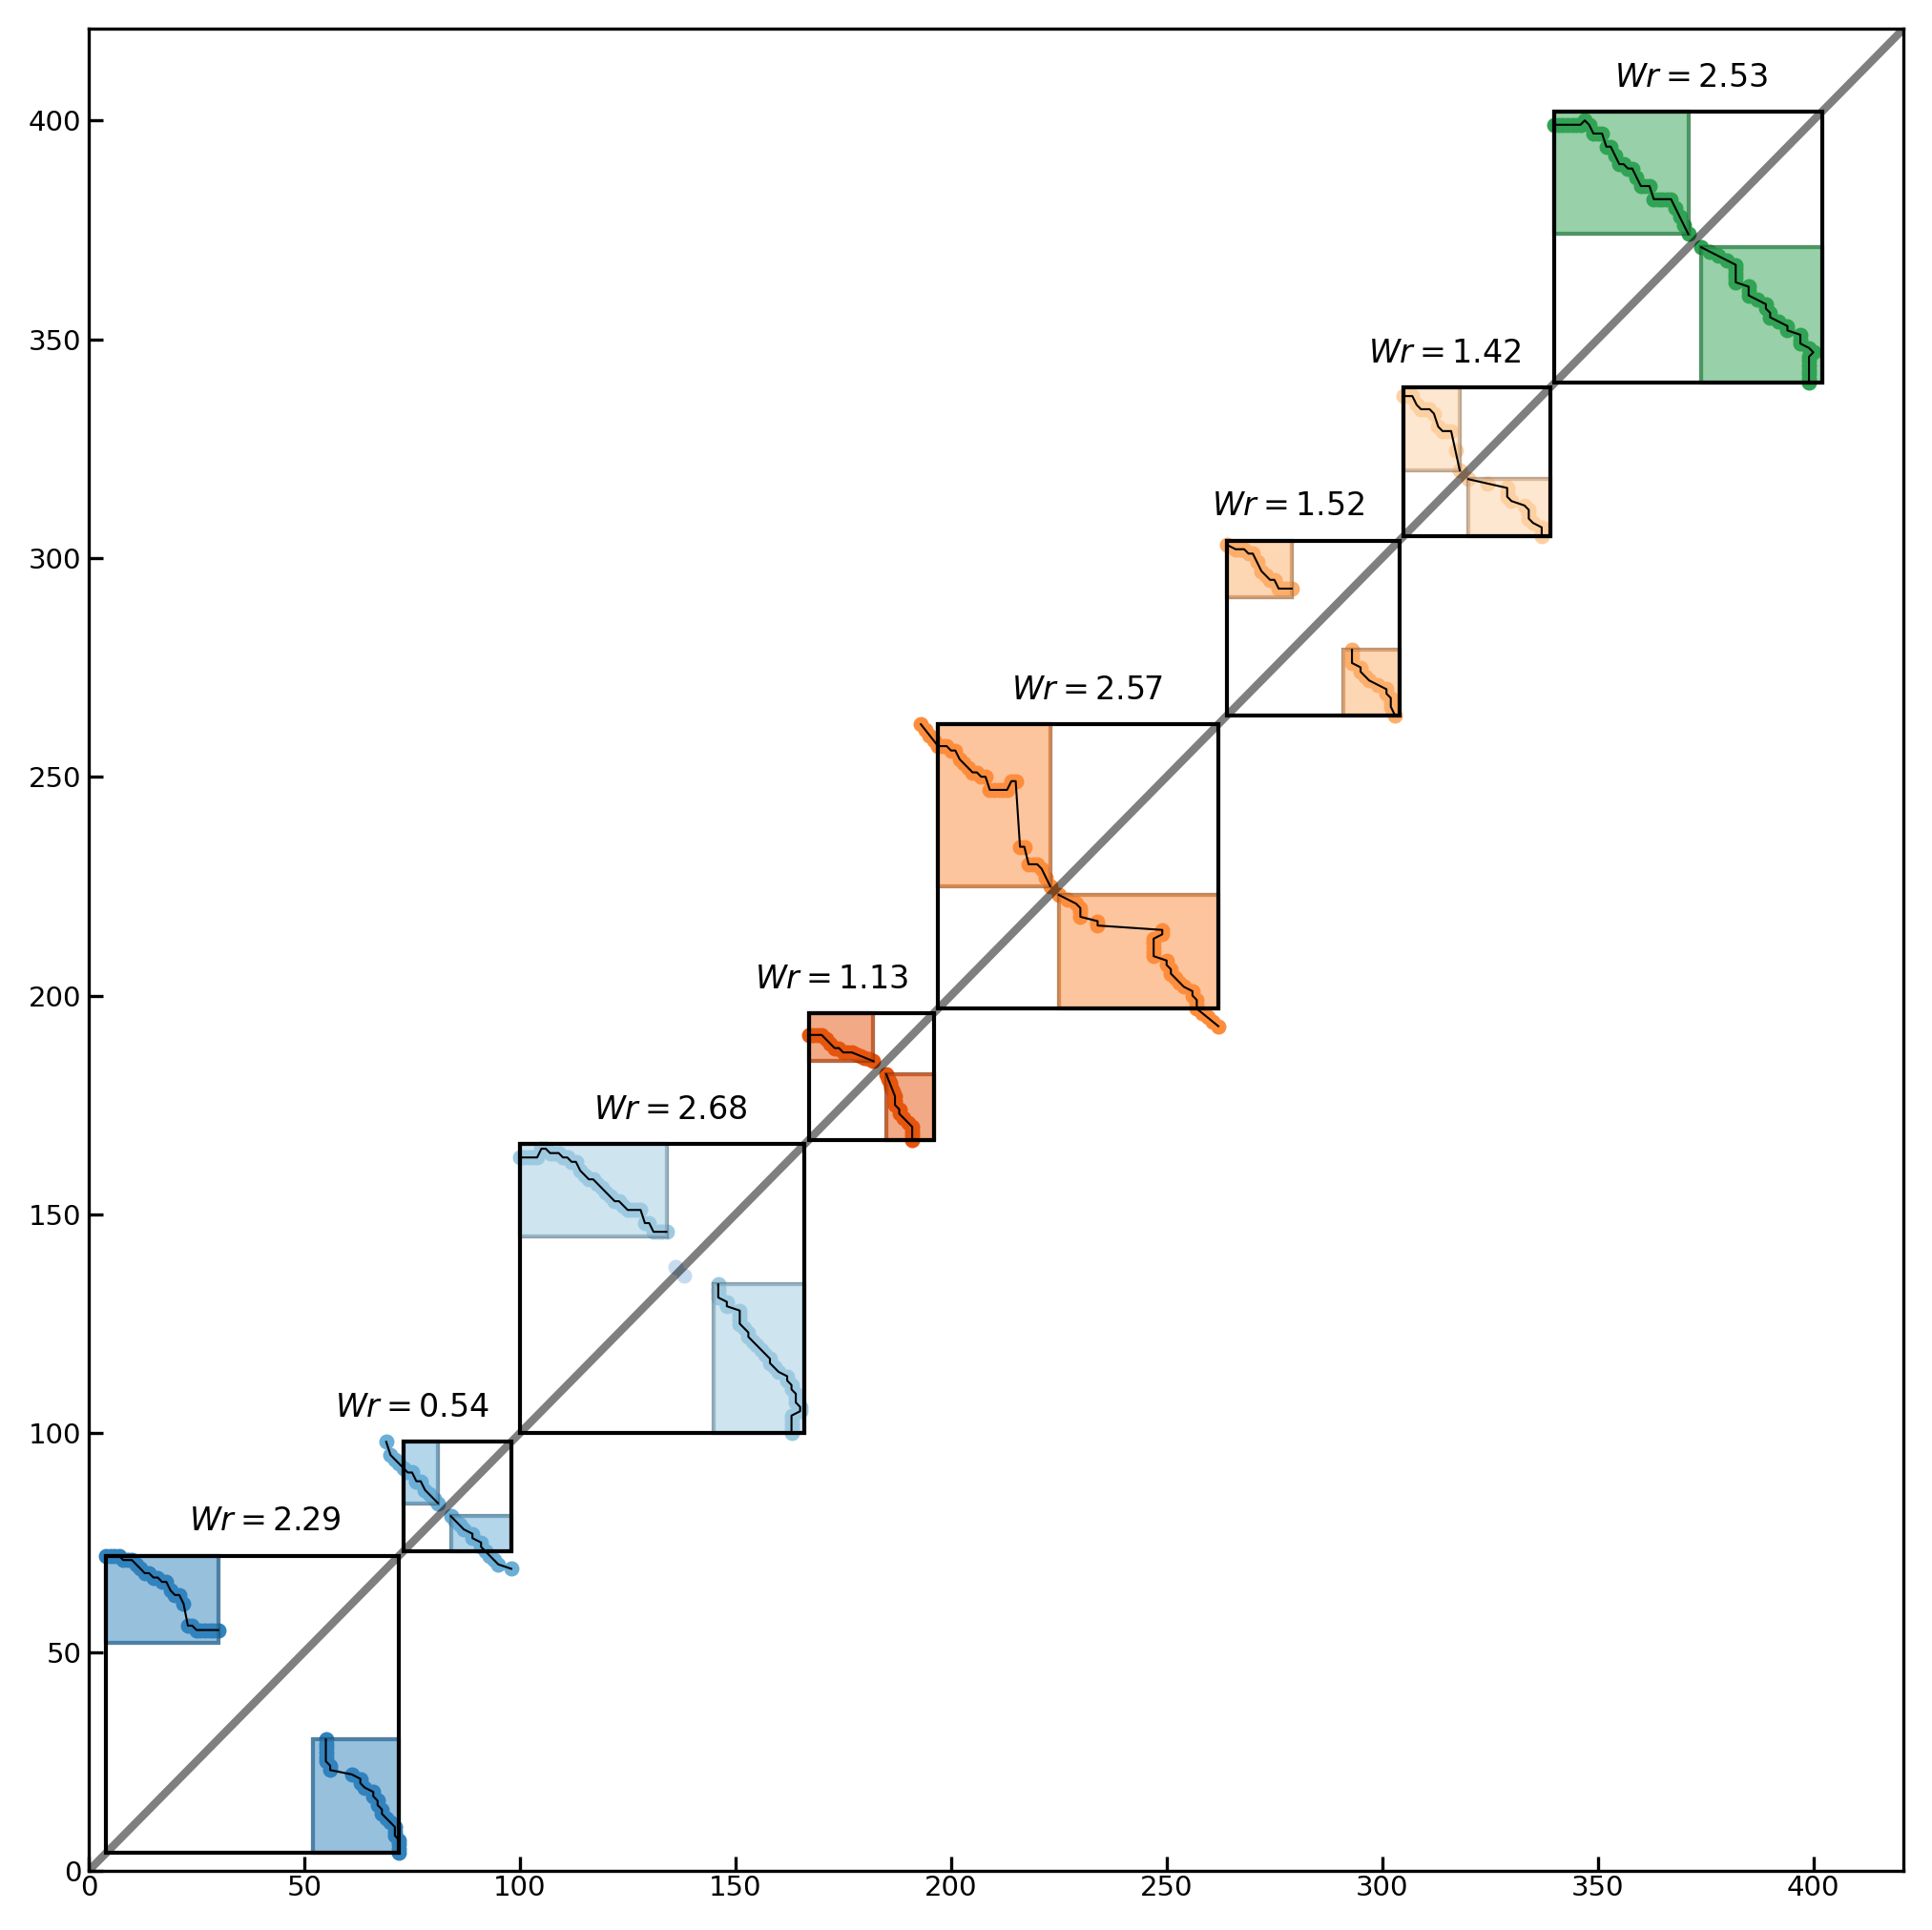 Wr = 2.53
400
350
Wr = 1.42
Wr = 1.52
300
Wr = 2.57
250
Wr = 1.13
200
Wr = 2.68
150
Wr = 0.54
100
Wr = 2.29
50
0
0 50 100 150 200 250 300 350 400